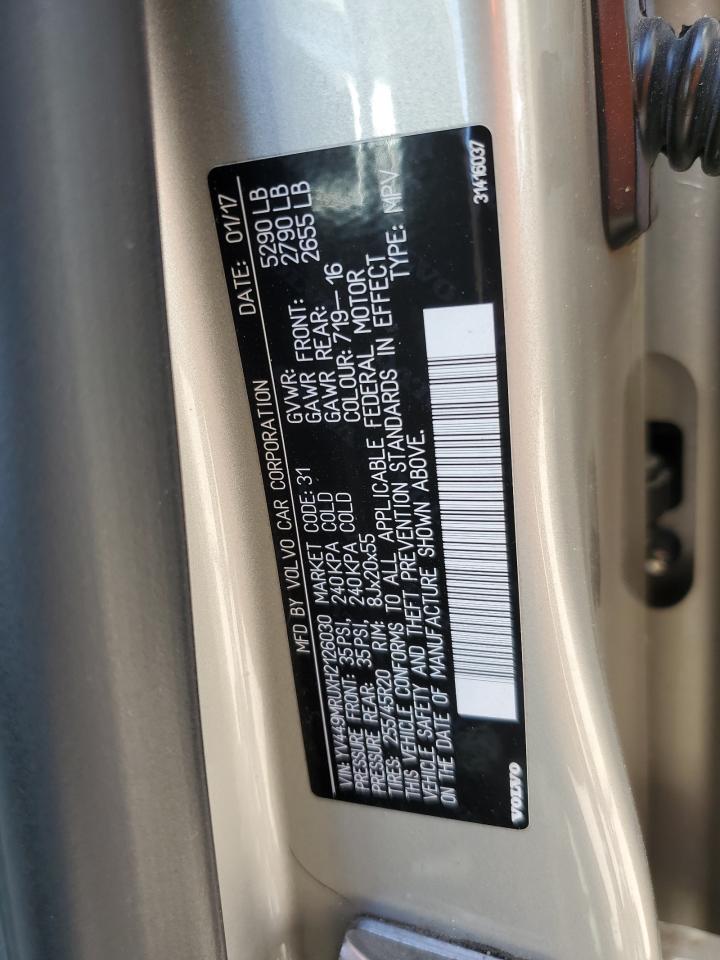 MFD BY VOLVO CAR CORPORATION DATE: 01/17
VIN: YV449MRUXH2126030 MARKET CODE: 31 GVWR: 5290 LB
PRESSURE FRONT: 35 PSI, 240 KPA COLD GAWR FRONT: 2790 LB
PRESSURE REAR: 35 PSI, 240 KPA COLD GAWR REAR: 2655 LB
TIRES: 255/45R20 RIM: 8Jx20x55 COLOUR: 719—16
THIS VEHICLE CONFORMS TO ALL APPLICABLE FEDERAL MOTOR
VEHICLE SAFETY AND THEFT PREVENTION STANDARDS IN EFFECT
ON THE DATE OF MANUFACTURE SHOWN ABOVE. TYPE: MPV
VOLVO 31416037